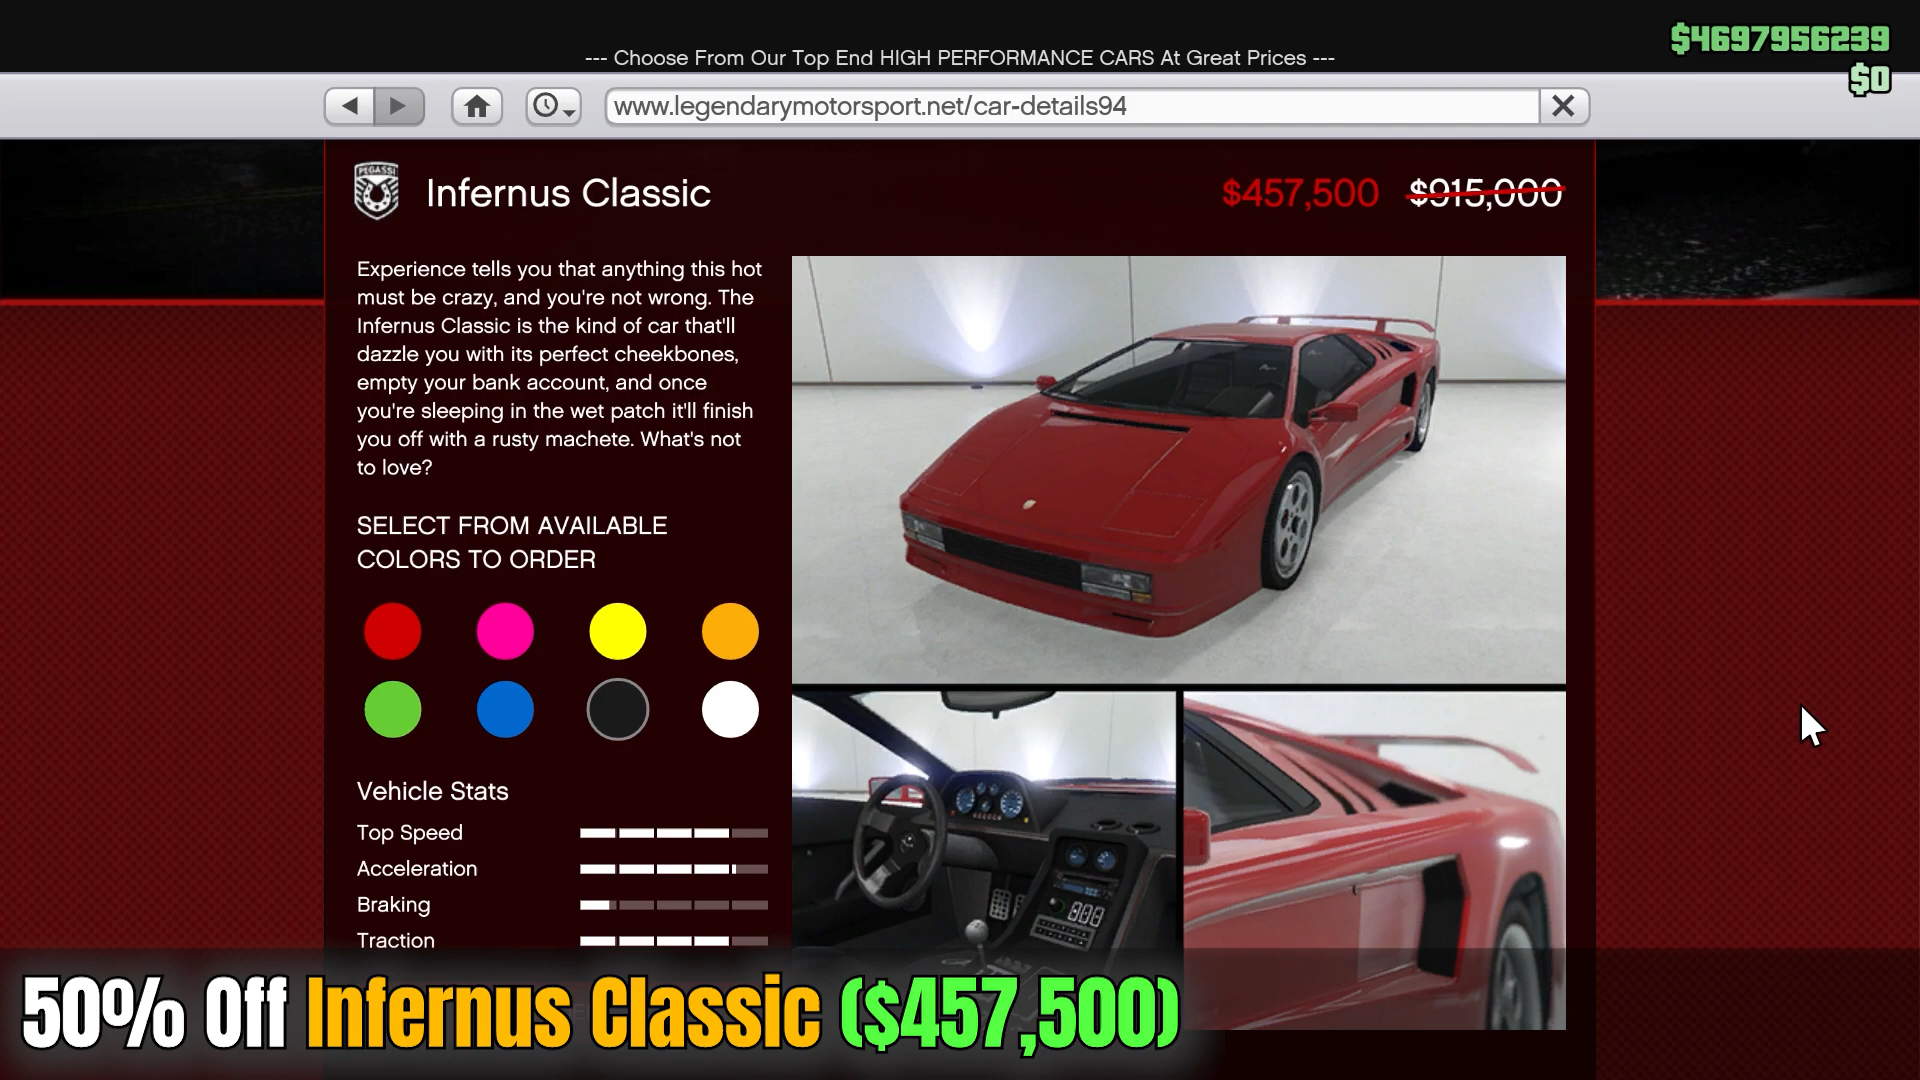 --- Choose From Our Top End HIGH PERFORMANCE CARS At Great Prices ---
$4697956239
$0
www.legendarymotorsport.net/car-details94
PEGASSI
Infernus Classic
$457,500 $915,000
Experience tells you that anything this hot
must be crazy, and you're not wrong. The
Infernus Classic is the kind of car that'll
dazzle you with its perfect cheekbones,
empty your bank account, and once
you're sleeping in the wet patch it'll finish
you off with a rusty machete. What's not
to love?
SELECT FROM AVAILABLE
COLORS TO ORDER
Vehicle Stats
Top Speed
Acceleration
Braking
Traction
50% Off Infernus Classic ($457,500)